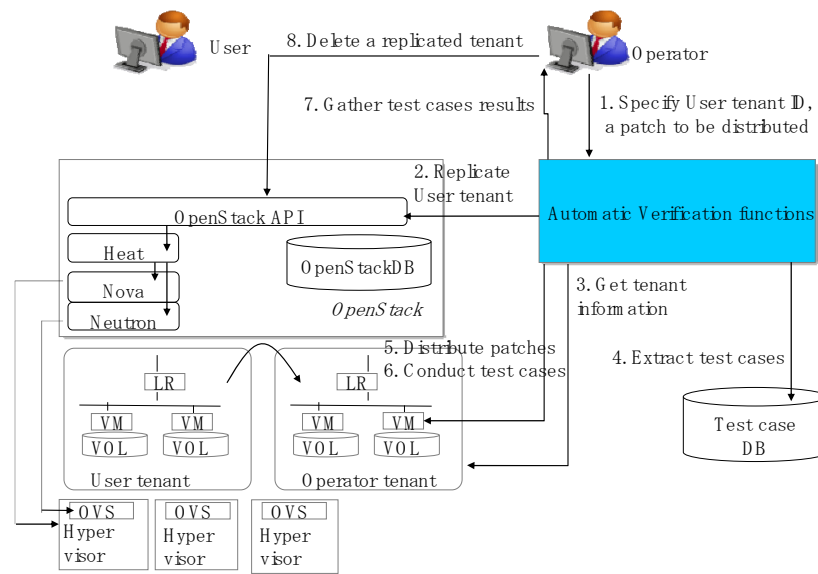 User
8. Delete a replicated tenant
Operator
7. Gather test cases results
1. Specify User tenant ID,
a patch to be distributed
2. Replicate
User tenant
OpenStack API
Automatic Verification functions
Heat
OpenStackDB
Nova
OpenStack
Neutron
3. Get tenant
information
5. Distribute patches
6. Conduct test cases
4. Extract test cases
LR
LR
VM
VM
VM
VM
VOL
VOL
VOL
VOL
Test case
DB
User tenant
Operator tenant
OVS
Hyper
visor
OVS
Hyper
visor
OVS
Hyper
visor